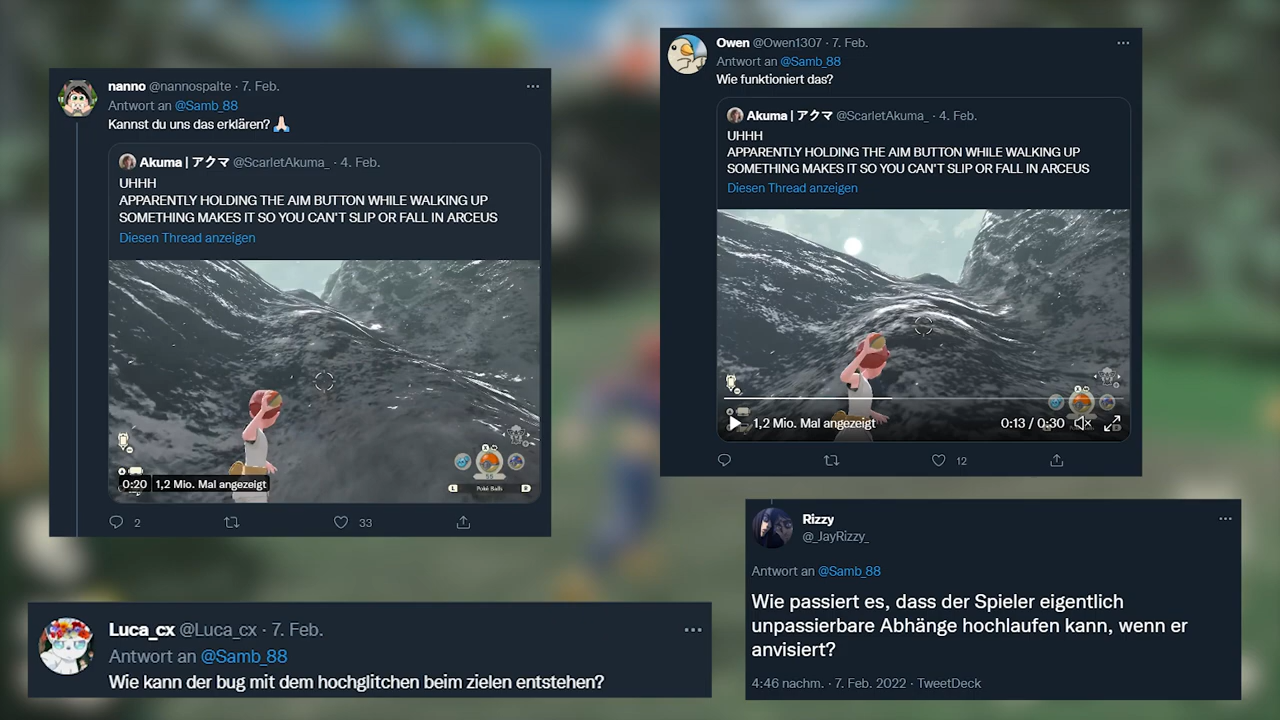 nanno @nannospalte · 7. Feb.
Antwort an @Samb_88
Kannst du uns das erklären? 🙏🏻
Akuma | アクマ @ScarletAkuma_ · 4. Feb.
UHHH
APPARENTLY HOLDING THE AIM BUTTON WHILE WALKING UP
SOMETHING MAKES IT SO YOU CAN'T SLIP OR FALL IN ARCEUS
Diesen Thread anzeigen
L Poké Balls R
0:20 1,2 Mio. Mal angezeigt
2 33
Owen @Owen1307 · 7. Feb.
Antwort an @Samb_88
Wie funktioniert das?
Akuma | アクマ @ScarletAkuma_ · 4. Feb.
UHHH
APPARENTLY HOLDING THE AIM BUTTON WHILE WALKING UP
SOMETHING MAKES IT SO YOU CAN'T SLIP OR FALL IN ARCEUS
Diesen Thread anzeigen
1,2 Mio. Mal angezeigt 0:13 / 0:30
12
Luca_cx @Luca_cx · 7. Feb.
Antwort an @Samb_88
Wie kann der bug mit dem hochglitchen beim zielen entstehen?
Rizzy
@_JayRizzy_
Antwort an @Samb_88
Wie passiert es, dass der Spieler eigentlich
unpassierbare Abhänge hochlaufen kann, wenn er
anvisiert?
4:46 nachm. · 7. Feb. 2022 · TweetDeck